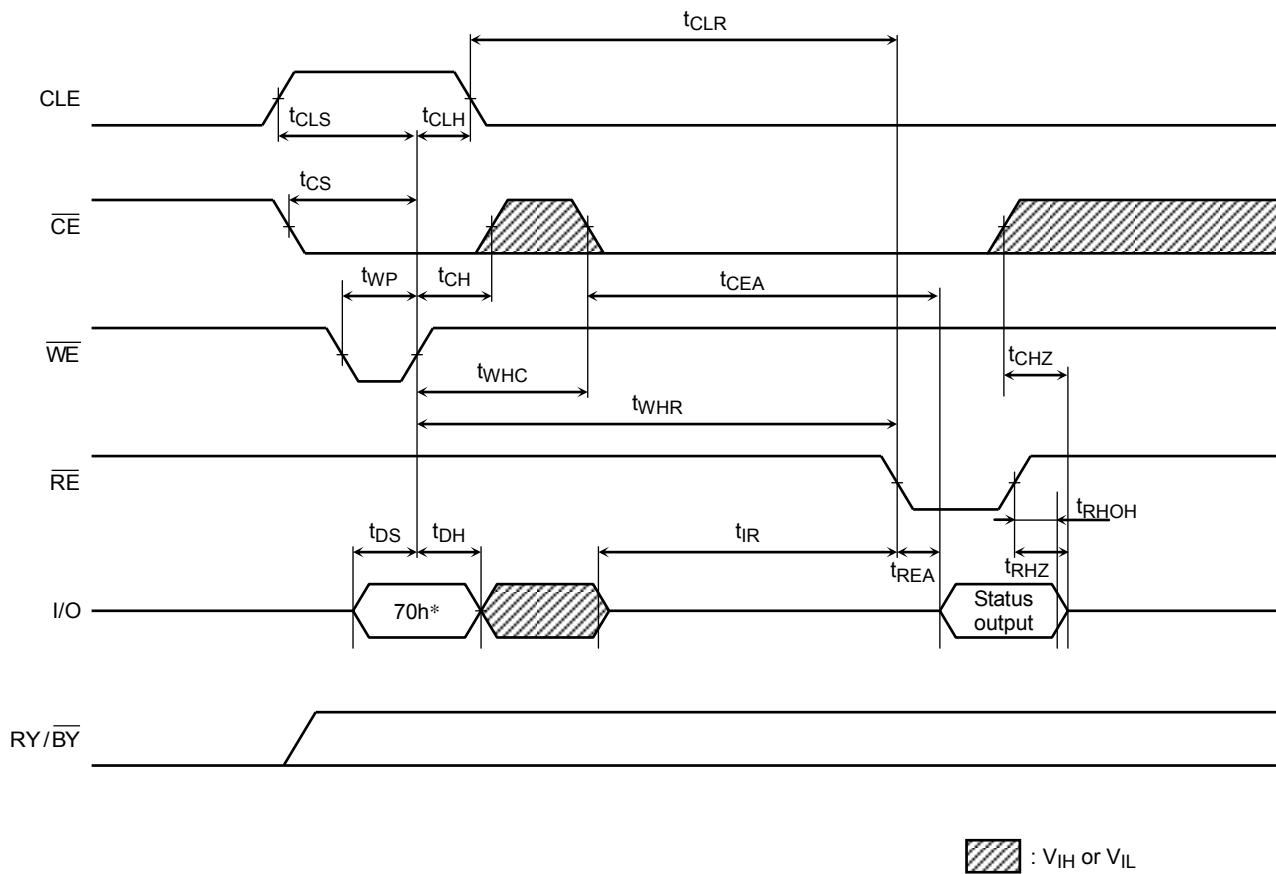 tCLR
CLE
tCLS
tCLH
tCS
CE
tWP
tCH
tCEA
WE
tCHZ
tWHC
tWHR
RE
tRHOH
tDS
tDH
tIR
tREA
tRHZ
I/O
70h*
Status
output
RY/BY
: VIH or VIL